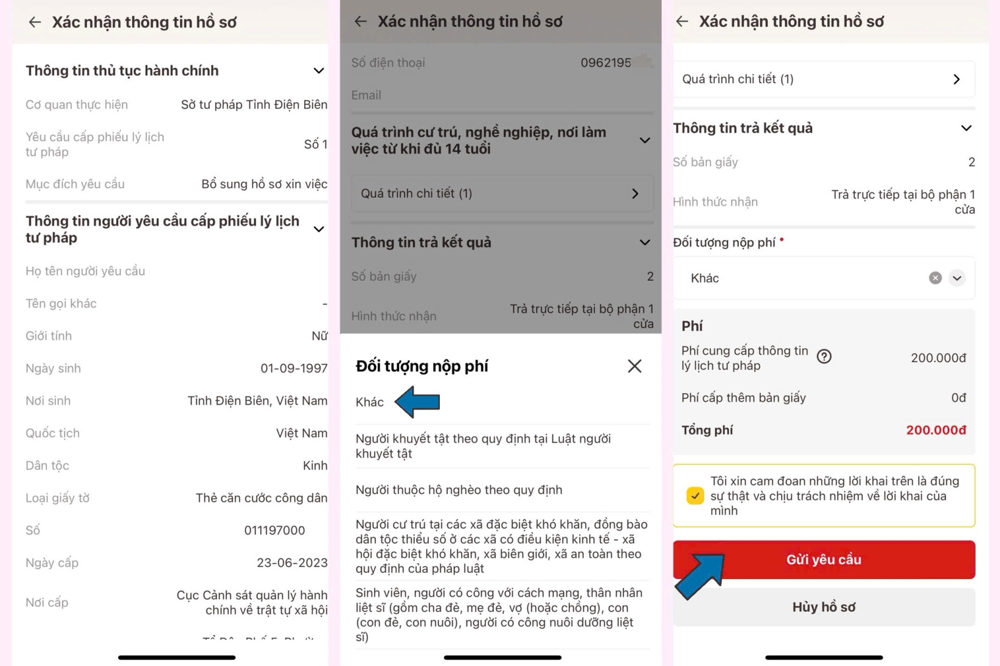 Xác nhận thông tin hồ sơ
Thông tin thủ tục hành chính
Cơ quan thực hiện
Sở tư pháp Tỉnh Điện Biên
Yêu cầu cấp phiếu lý lịch
tư pháp
Số 1
Mục đích yêu cầu
Bổ sung hồ sơ xin việc
Thông tin người yêu cầu cấp phiếu lý lịch
tư pháp
Họ tên người yêu cầu
Tên gọi khác
-
Giới tính
Nữ
Ngày sinh
01-09-1997
Nơi sinh
Tỉnh Điện Biên, Việt Nam
Quốc tịch
Việt Nam
Dân tộc
Kinh
Loại giấy tờ
Thẻ căn cước công dân
Số
011197000
Ngày cấp
23-06-2023
Nơi cấp
Cục Cảnh sát quản lý hành
chính về trật tự xã hội
Xác nhận thông tin hồ sơ
Số điện thoại
0962195
Email
Quá trình cư trú, nghề nghiệp, nơi làm
việc từ khi đủ 14 tuổi
Quá trình chi tiết (1)
Thông tin trả kết quả
Số bản giấy
2
Hình thức nhận
Trả trực tiếp tại bộ phận 1
cửa
Đối tượng nộp phí
Khác
Người khuyết tật theo quy định tại Luật người
khuyết tật
Người thuộc hộ nghèo theo quy định
Người cư trú tại các xã đặc biệt khó khăn, đồng bào
dân tộc thiểu số ở các xã có điều kiện kinh tế - xã
hội đặc biệt khó khăn, xã biên giới, xã an toàn theo
quy định của pháp luật
Sinh viên, người có công với cách mạng, thân nhân
liệt sĩ (gồm cha đẻ, mẹ đẻ, vợ (hoặc chồng), con
(con đẻ, con nuôi), người có công nuôi dưỡng liệt
sĩ)
Xác nhận thông tin hồ sơ
Quá trình chi tiết (1)
Thông tin trả kết quả
Số bản giấy
2
Hình thức nhận
Trả trực tiếp tại bộ phận 1
cửa
Đối tượng nộp phí *
Khác
Phí
Phí cung cấp thông tin
lý lịch tư pháp
200.000đ
Phí cấp thêm bản giấy
0đ
Tổng phí
200.000đ
Tôi xin cam đoan những lời khai trên là đúng
sự thật và chịu trách nhiệm về lời khai của
mình
Gửi yêu cầu
Hủy hồ sơ